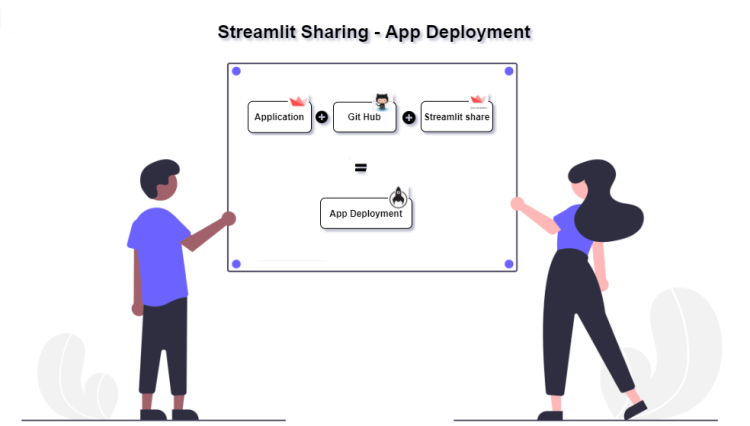 Streamlit Sharing - App Deployment
Application + Git Hub + Streamlit share
=
App Deployment